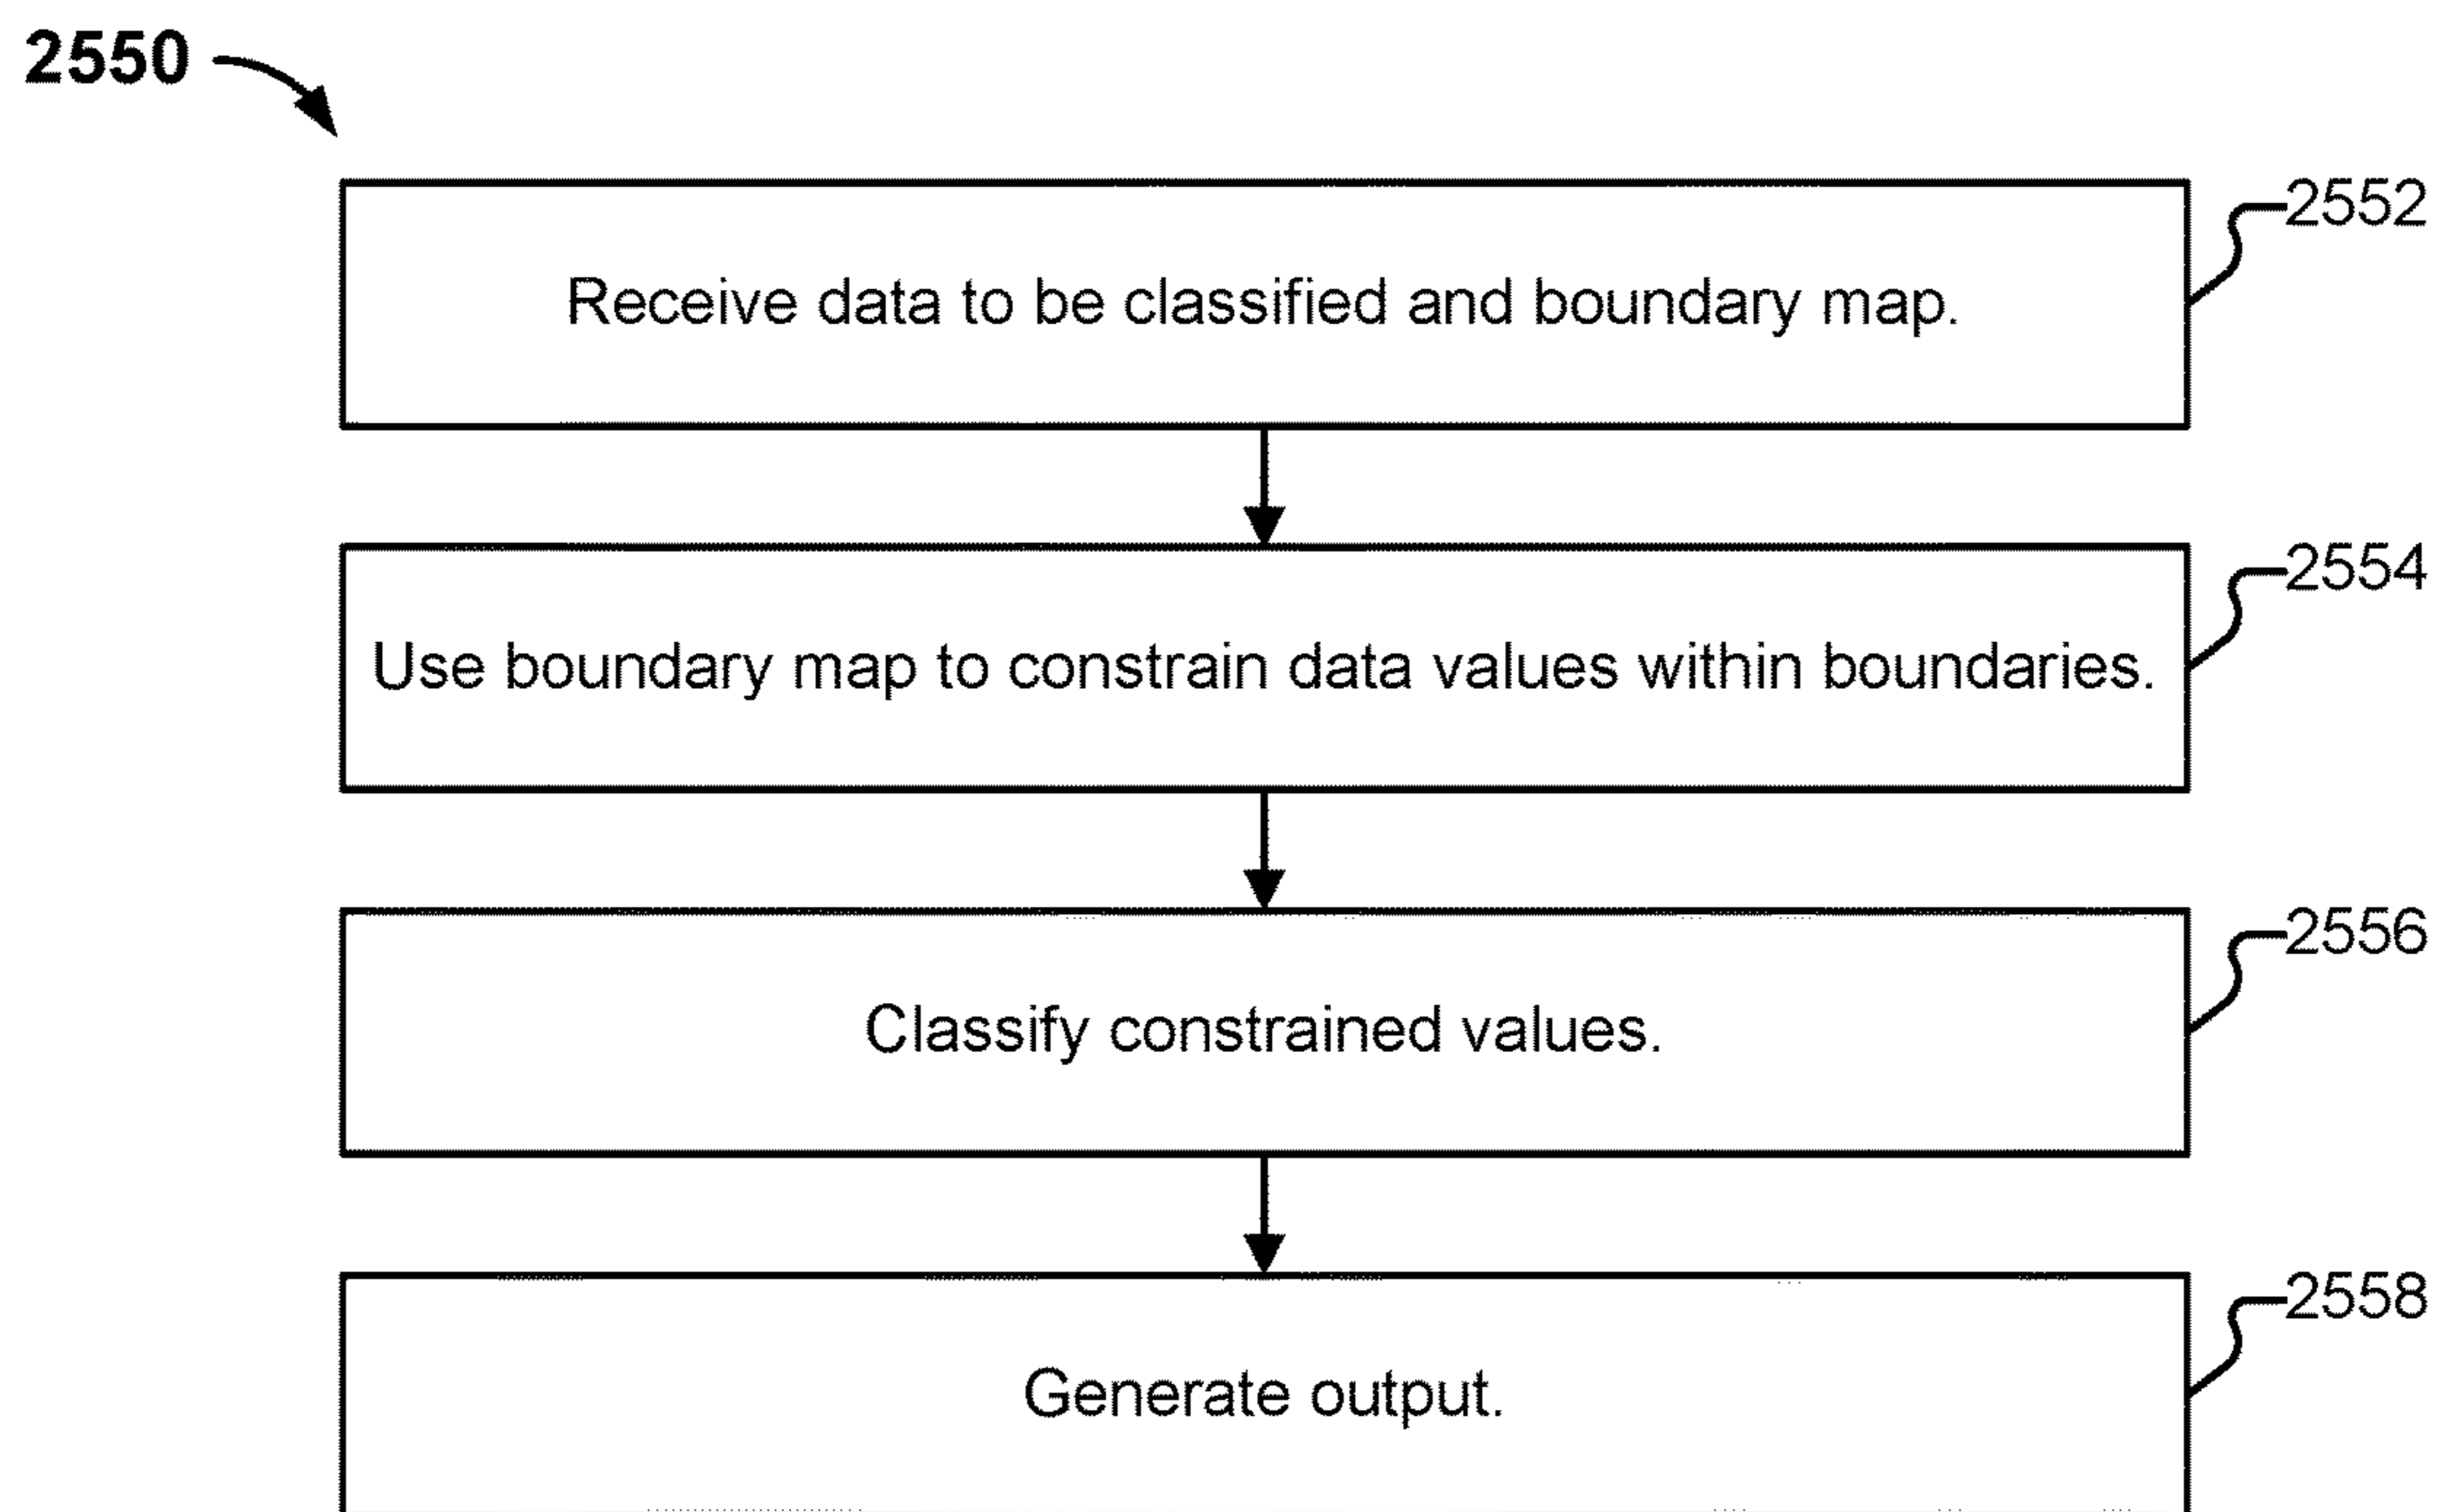 2550
2552
Receive data to be classified and boundary map.
2554
Use boundary map to constrain data values within boundaries.
2556
Classify constrained values.
2558
Generate output.